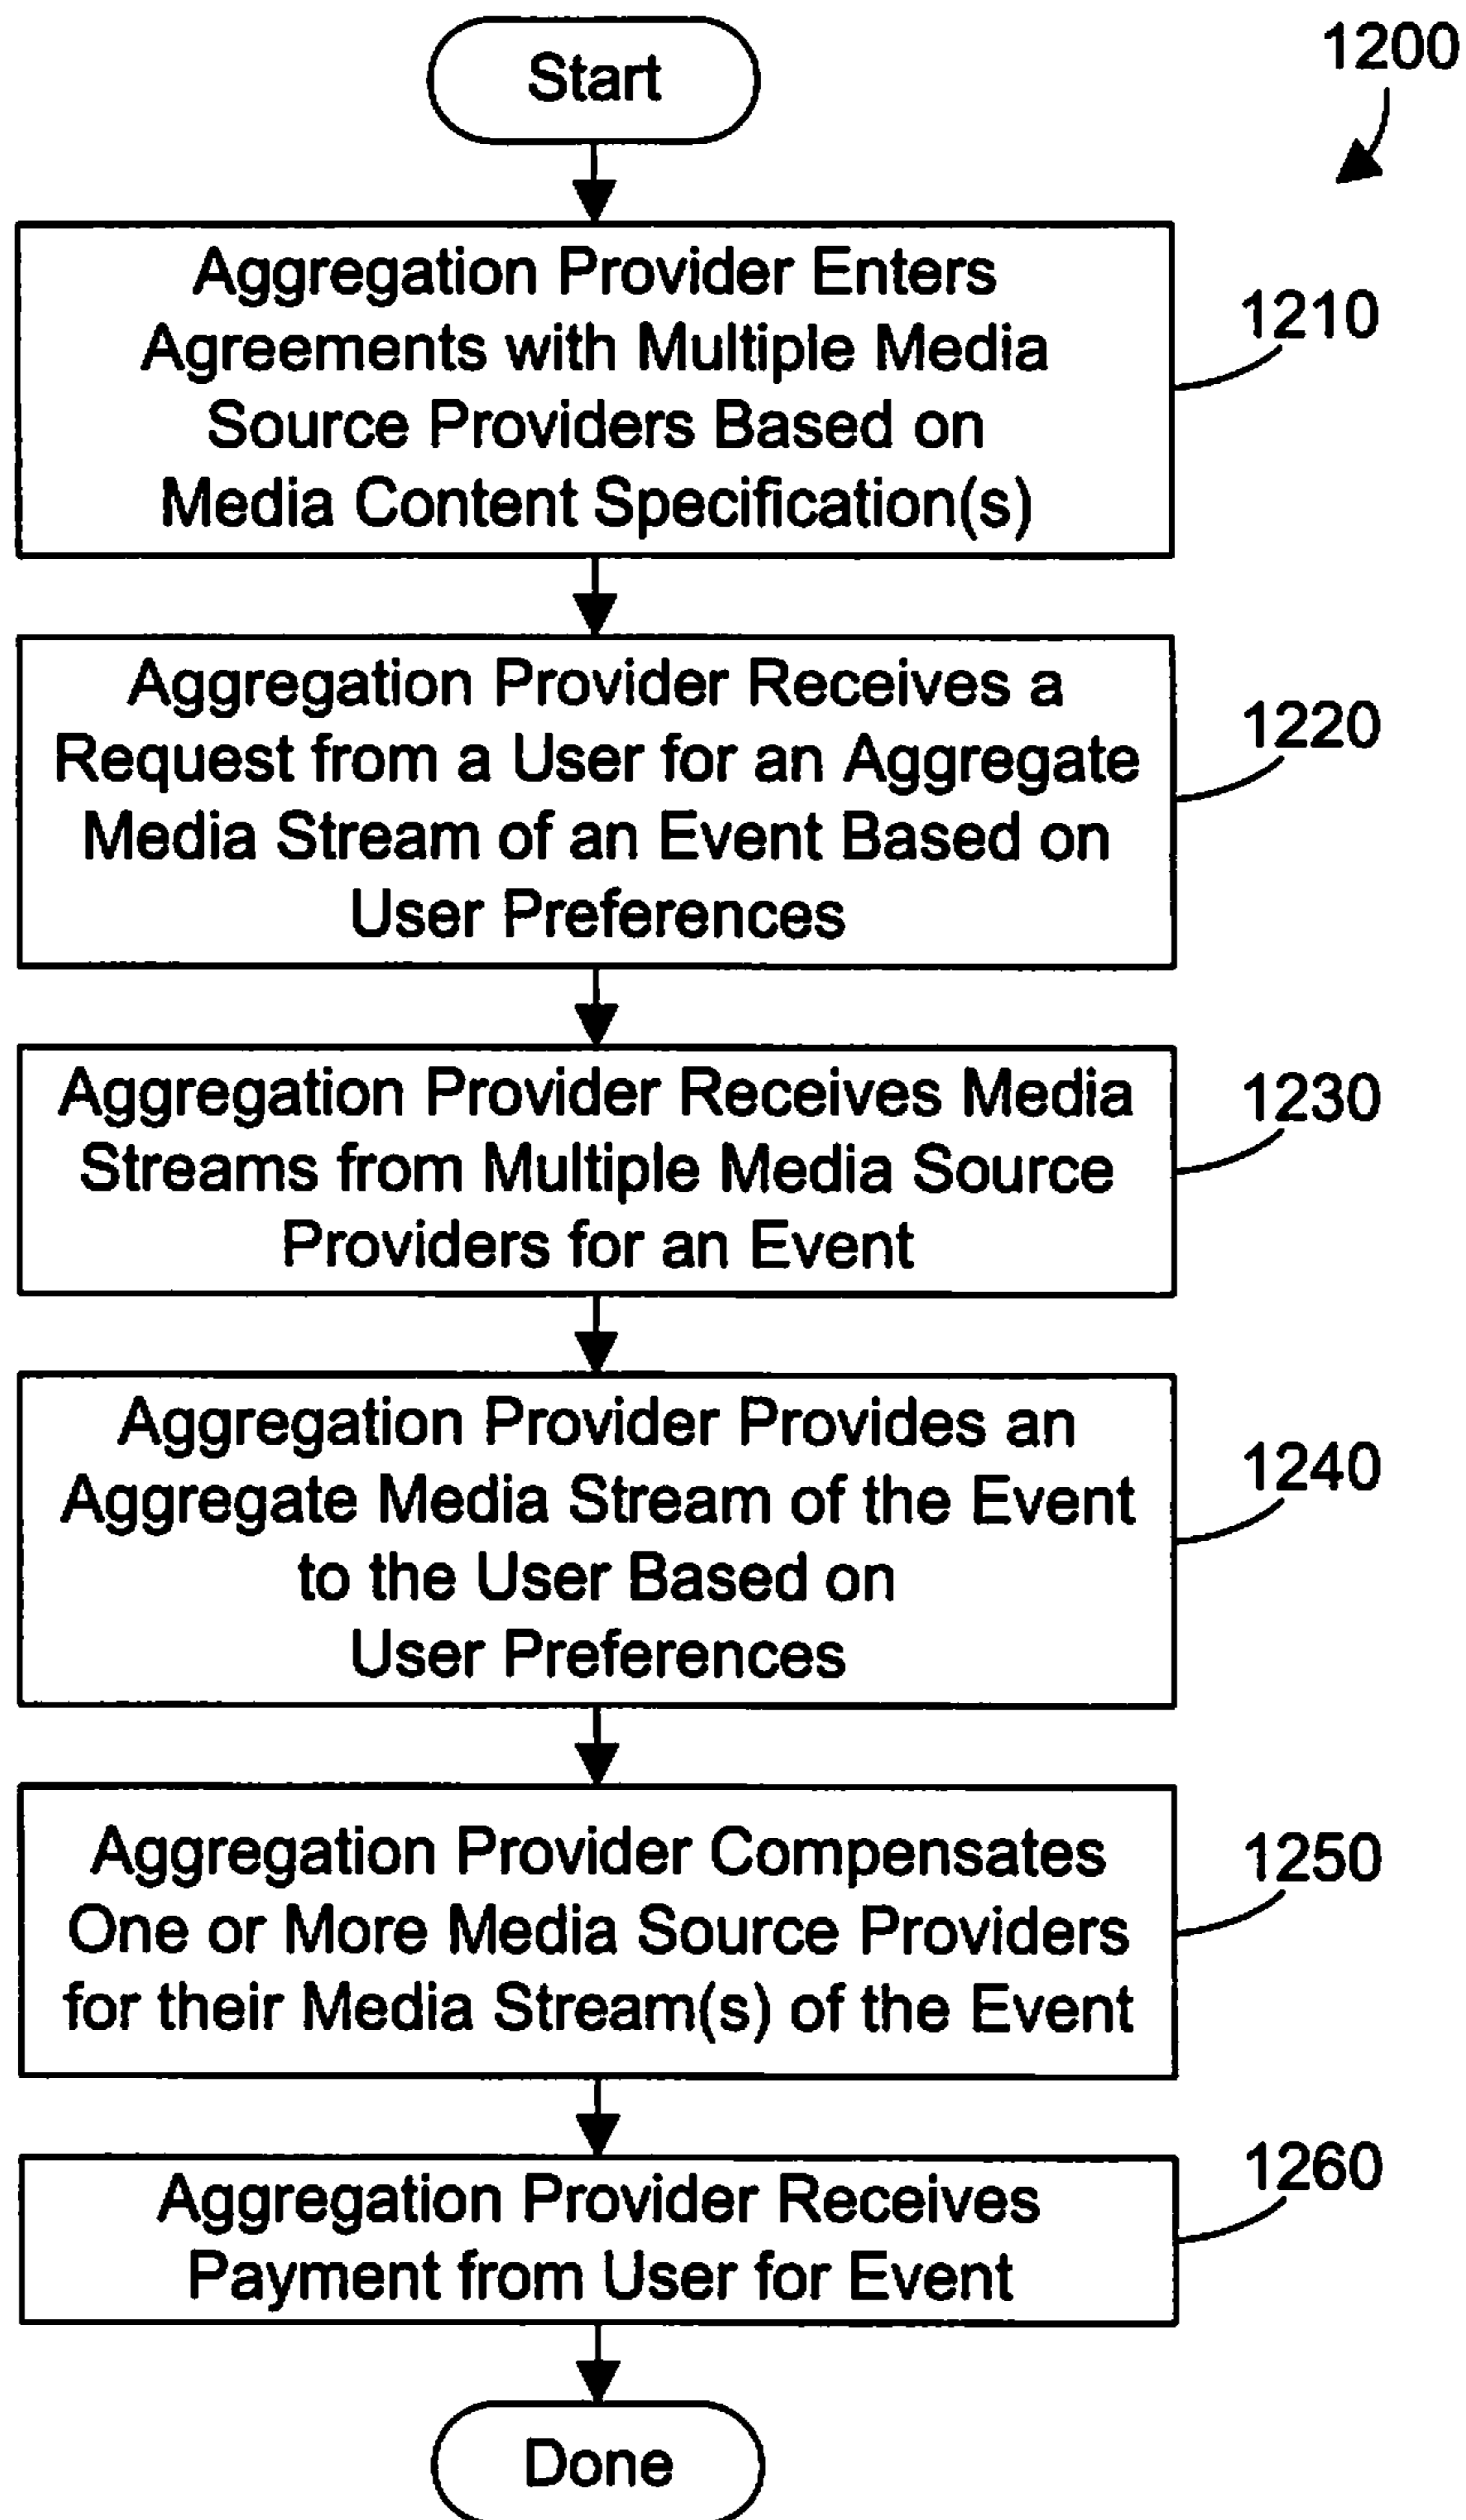 Start
1200
Aggregation Provider Enters
Agreements with Multiple Media
Source Providers Based on
Media Content Specification(s)
1210
Aggregation Provider Receives a
Request from a User for an Aggregate
Media Stream of an Event Based on
User Preferences
1220
Aggregation Provider Receives Media
Streams from Multiple Media Source
Providers for an Event
1230
Aggregation Provider Provides an
Aggregate Media Stream of the Event
to the User Based on
User Preferences
1240
Aggregation Provider Compensates
One or More Media Source Providers
for their Media Stream(s) of the Event
1250
Aggregation Provider Receives
Payment from User for Event
1260
Done